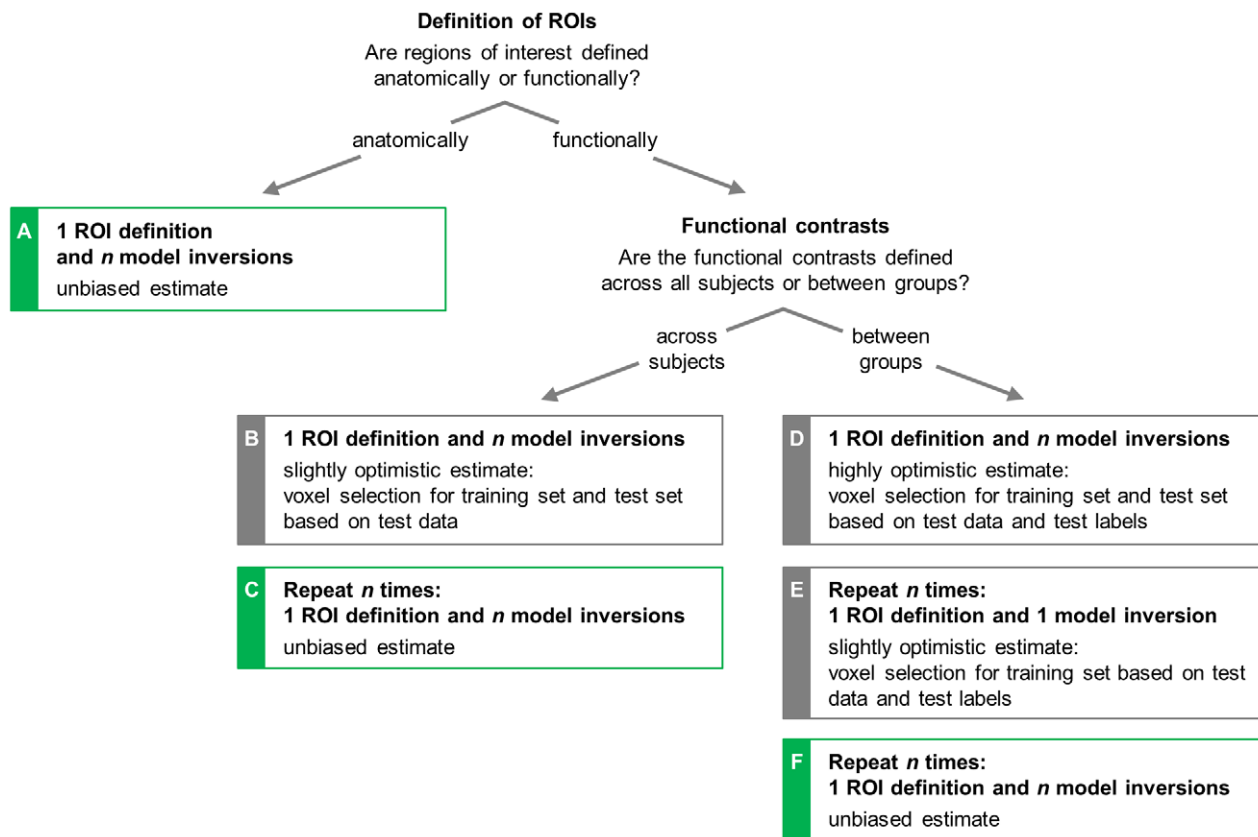 Definition of ROIs
Are regions of interest defined
anatomically or functionally?
anatomically
functionally
A
1 ROI definition
and n model inversions
unbiased estimate
Functional contrasts
Are the functional contrasts defined
across all subjects or between groups?
across
subjects
between
groups
B
1 ROI definition and n model inversions
slightly optimistic estimate:
voxel selection for training set and test set
based on test data
C
Repeat n times:
1 ROI definition and n model inversions
unbiased estimate
D
1 ROI definition and n model inversions
highly optimistic estimate:
voxel selection for training set and test set
based on test data and test labels
E
Repeat n times:
1 ROI definition and 1 model inversion
slightly optimistic estimate:
voxel selection for training set based on test
data and test labels
F
Repeat n times:
1 ROI definition and n model inversions
unbiased estimate